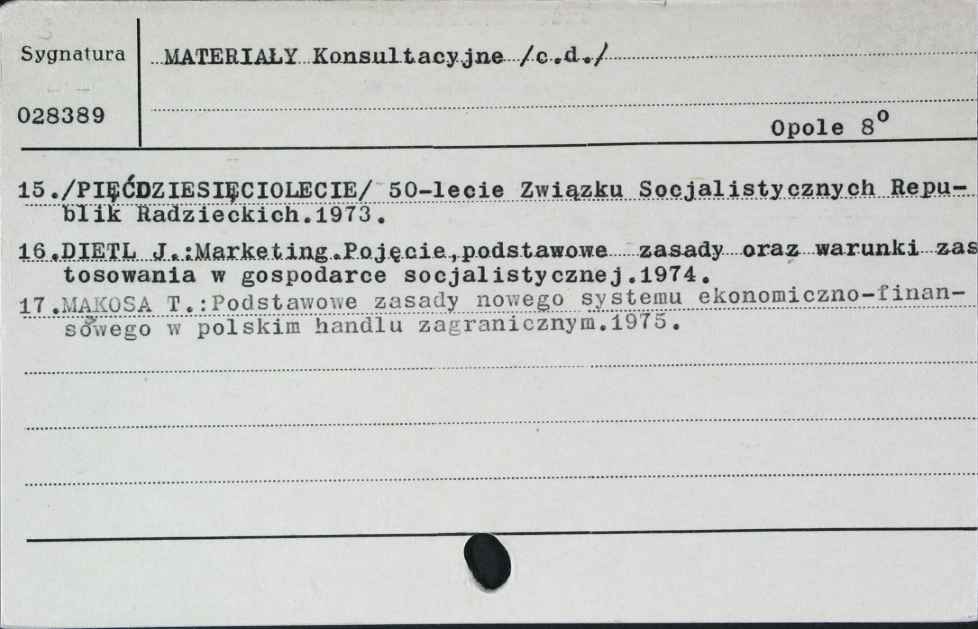 Sygnatura
MATERIAŁY Konsultacyjne /c.d./
028389
Opole 8º
15./PIĘĆDZIESIĘCIOLECIE/ 50-lecie Związku Socjalistycznych Repu-
blik Radzieckich.1973.
16.DIETL J.:Marketing.Pojęcie,podstawowe zasady oraz warunki zas
tosowania w gospodarce socjalistycznej.1974.
17.MAKOSA T.:Podstawowe zasady nowego systemu ekonomiczno-finan-
sowego w polskim handlu zagranicznym.1975.